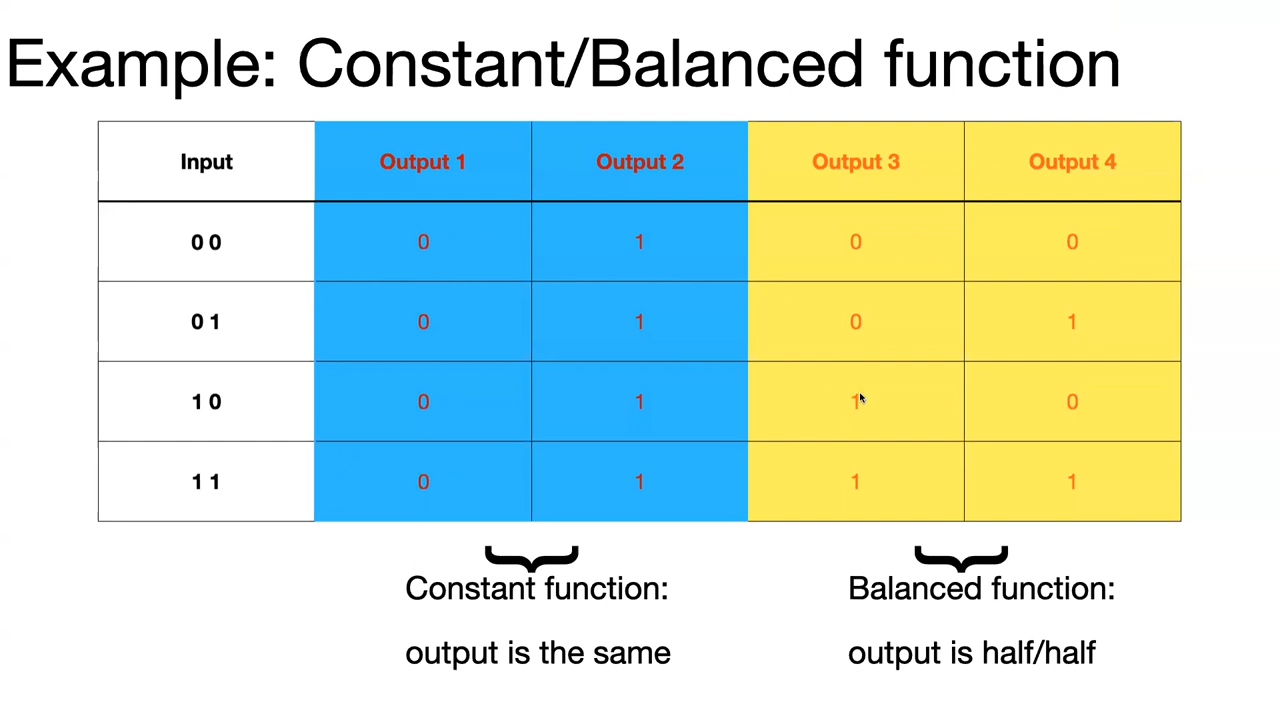 Example: Constant/Balanced function
Input Output 1 Output 2 Output 3 Output 4
0 0 0 1 0 0
0 1 0 1 0 1
1 0 0 1 1 0
1 1 0 1 1 1
Constant function: Balanced function:
output is the same output is half/half